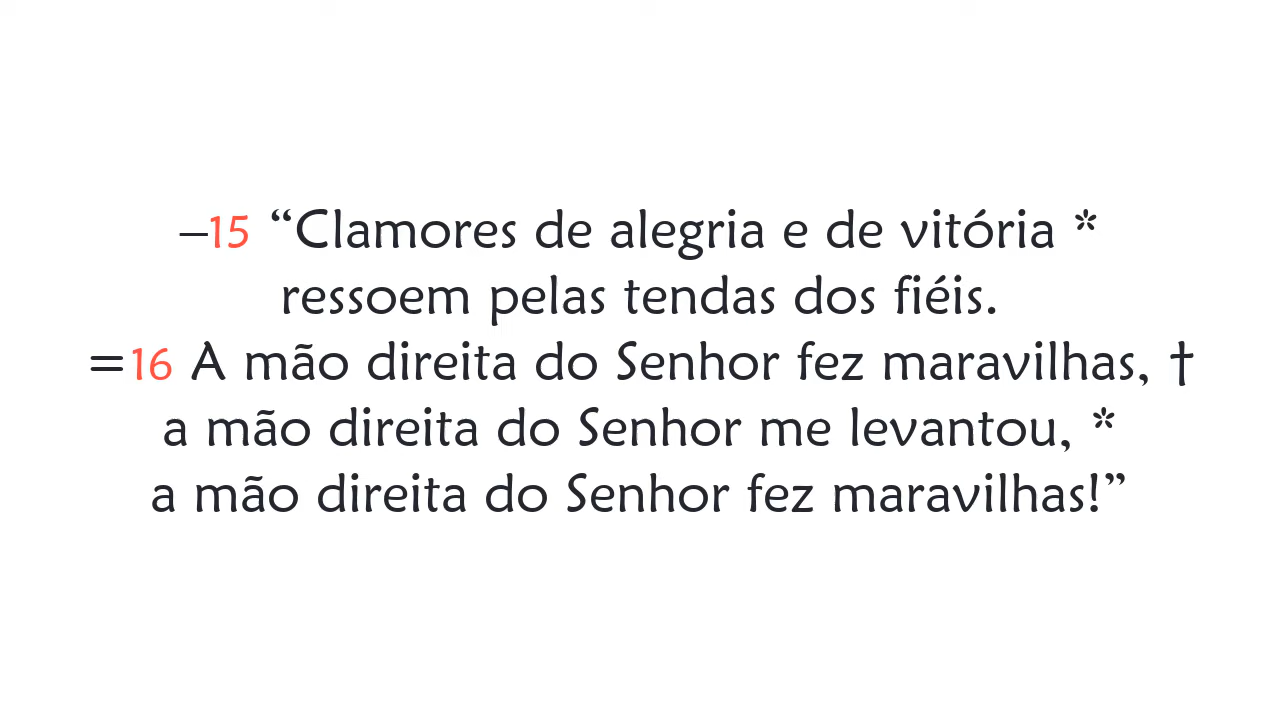 –15 “Clamores de alegria e de vitória *
ressoem pelas tendas dos fiéis.
=16 A mão direita do Senhor fez maravilhas, †
a mão direita do Senhor me levantou, *
a mão direita do Senhor fez maravilhas!”